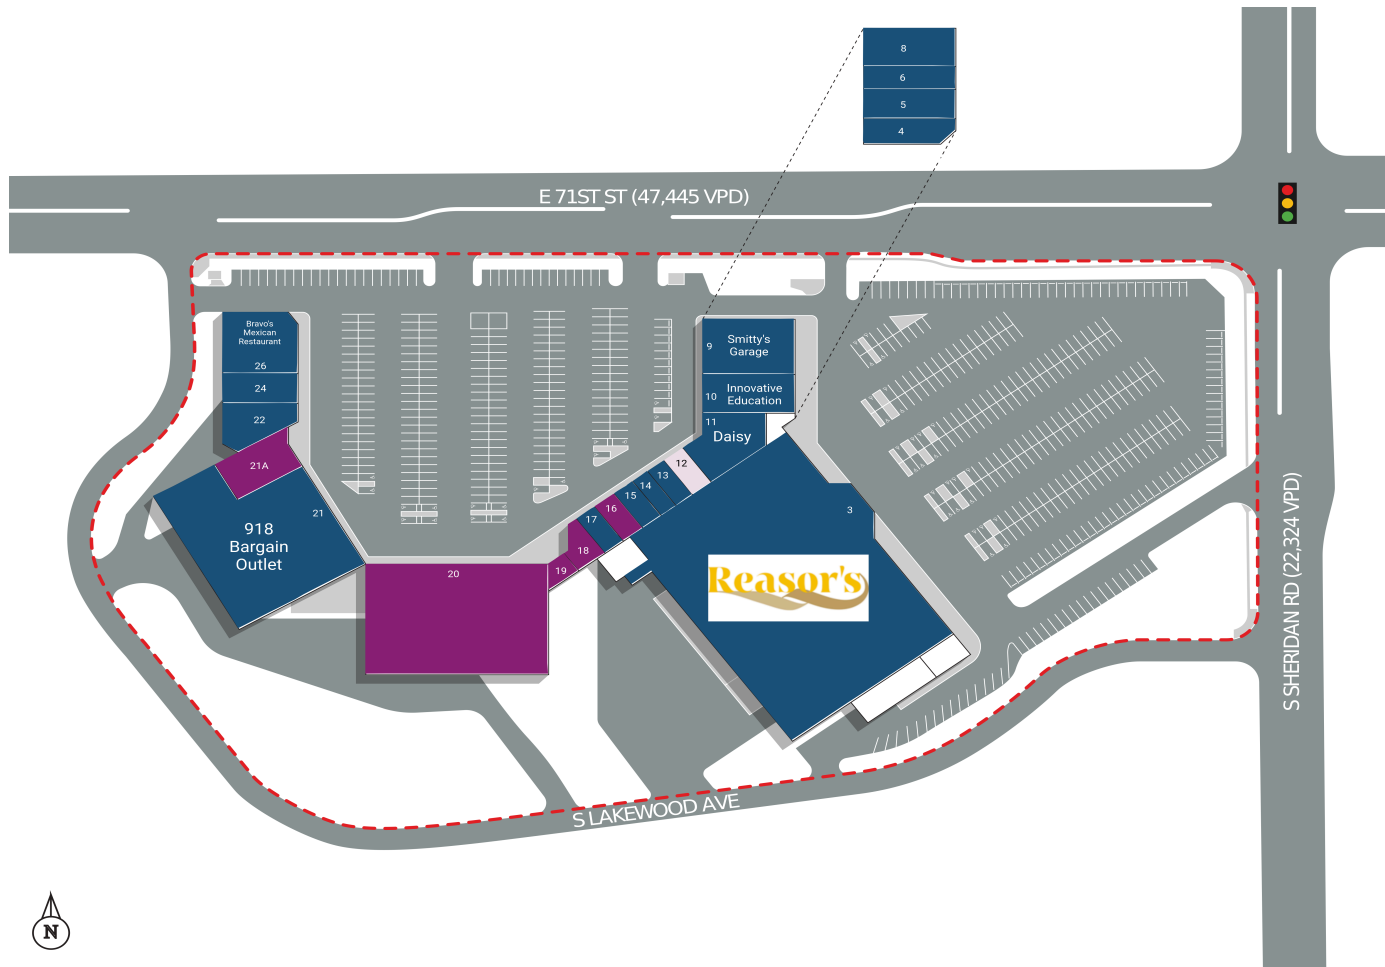 8
6
5
4
E 71ST ST (47,445 VPD)
Bravo's
Mexican
Restaurant
26
24
22
21A
21
918
Bargain
Outlet
20
19
18
17
16
15
14
13
12
9
Smitty's
Garage
10
Innovative
Education
11
Daisy
3
Reasor's
S LAKEWOOD AVE
S SHERIDAN RD (22,324 VPD)
N